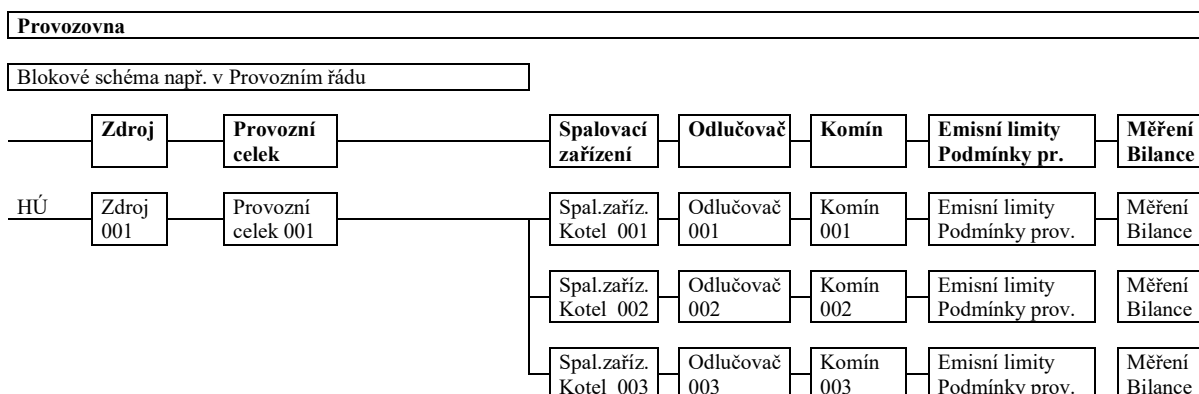 Provozovna
Blokové schéma např. v Provozním řádu
Zdroj
Provozní
celek
Spalovací
zařízení
Odlučovač
Komín
Emisní limity
Podmínky pr.
Měření
Bilance
HÚ
Zdroj
001
Provozní
celek 001
Spal.zaříz.
Kotel 001
Odlučovač
001
Komín
001
Emisní limity
Podmínky prov.
Měření
Bilance
Spal.zaříz.
Kotel 002
Odlučovač
002
Komín
002
Emisní limity
Podmínky prov.
Měření
Bilance
Spal.zaříz.
Kotel 003
Odlučovač
003
Komín
003
Emisní limity
Podmínky prov.
Měření
Bilance